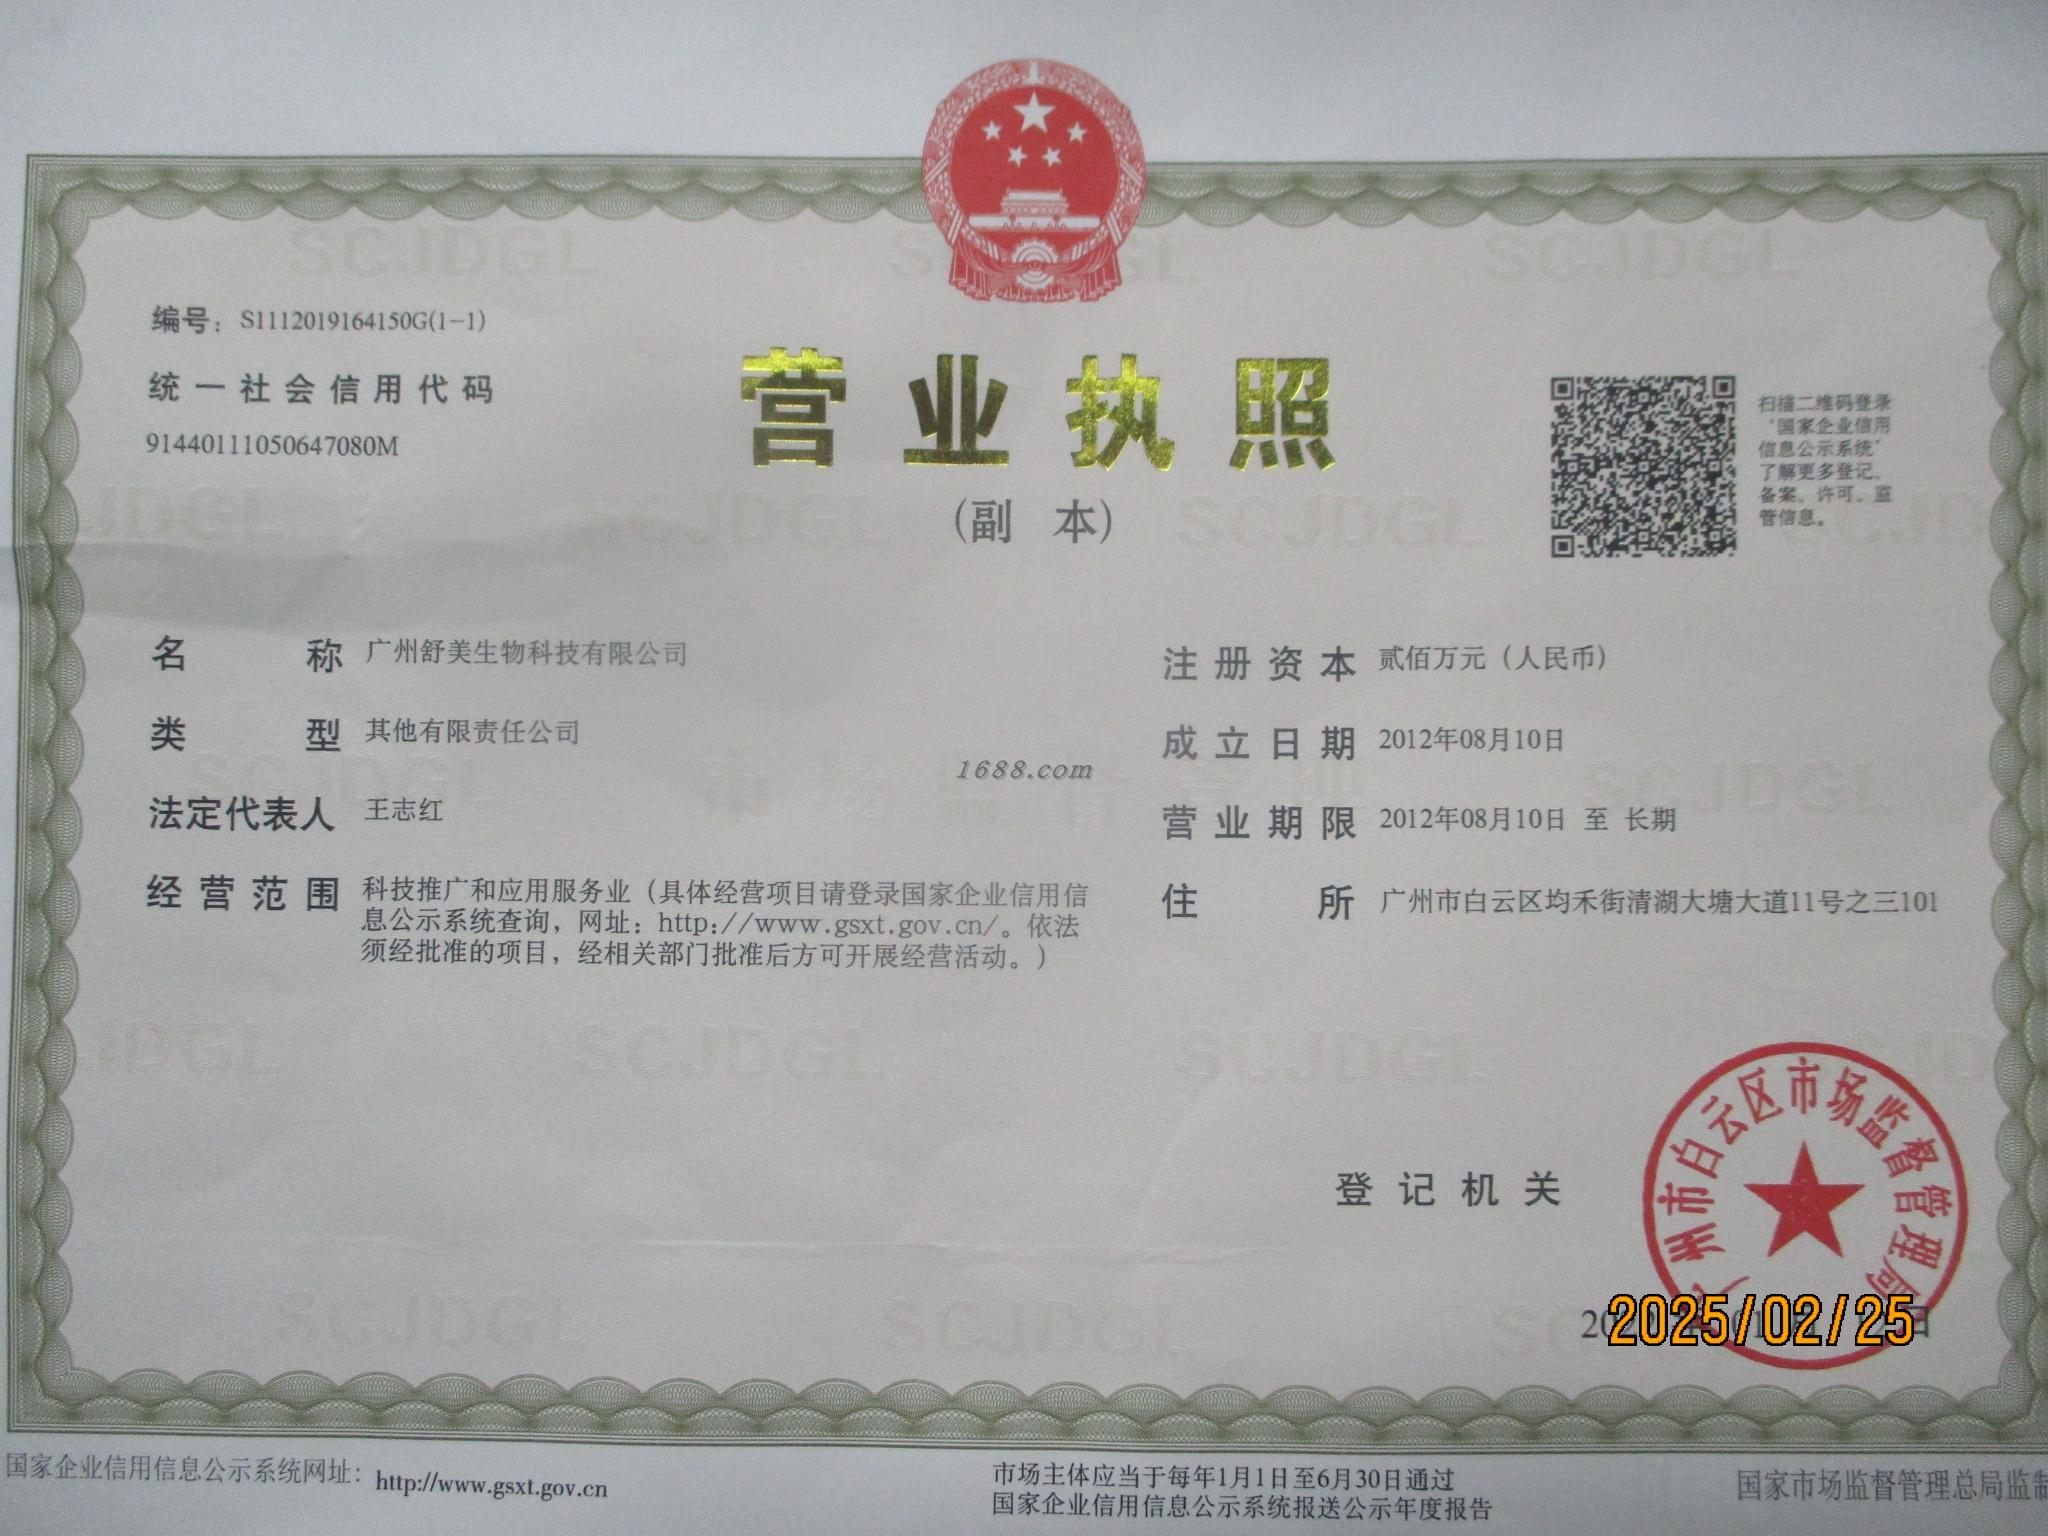 编号：S1112019164150G(1-1)
统一社会信用代码
91440111050647080M
营业执照
(副 本)
扫描二维码登录
"国家企业信用
信息公示系统"
了解更多登记、
备案、许可、监
管信息。
名称 广州舒美生物科技有限公司
类型 其他有限责任公司
法定代表人 王志红
经营范围 科技推广和应用服务业（具体经营项目请登录国家企业信用信
息公示系统查询，网址：http://www.gsxt.gov.cn/。依法
须经批准的项目，经相关部门批准后方可开展经营活动。）
注册资本 贰佰万元（人民币）
成立日期 2012年08月10日
营业期限 2012年08月10日 至 长期
住所 广州市白云区均禾街清湖大塘大道11号之三101
1688.com
登记机关
广州市白云区市场监督管理局
2025/02/25
国家企业信用信息公示系统网址：http://www.gsxt.gov.cn
市场主体应当于每年1月1日至6月30日通过
国家企业信用信息公示系统报送公示年度报告
国家市场监督管理总局监制
SCJDGL